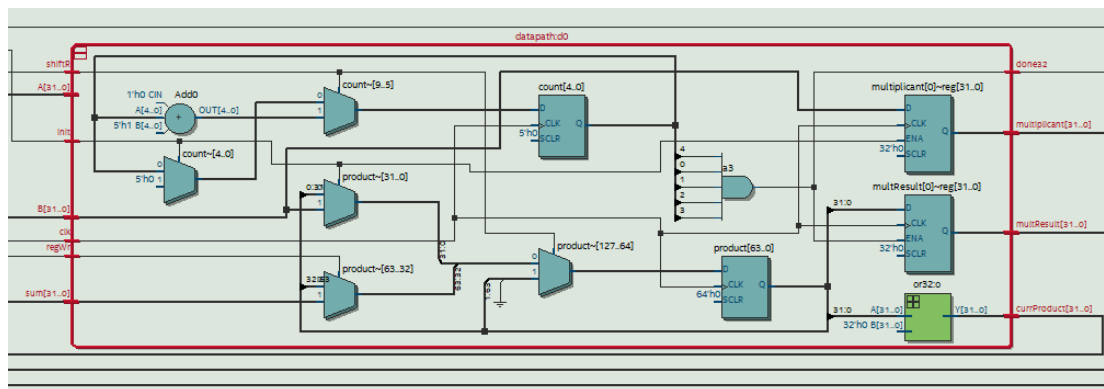 datapath:d0
shiftR
A[31..0]
init
B[31..0]
clk
regWr
sum[31..0]
done32
multiplicant[31..0]
multResult[31..0]
currProduct[31..0]
Add0
1'h0 CIN
A[4..0]
5'h1 B[4..0]
OUT[4..0]
count~[9..5]
0
1
count~[4..0]
0
5'h0 1
product~[31..0]
1
product~[63..32]
1
31:0
63:32
1:63
product~[127..64]
0
1
count[4..0]
D
CLK
5'h0 SCLR
Q
4
0
1
2
3
a3
product[63..0]
D
CLK
64'h0 SCLR
Q
multiplicant[0]~reg[31..0]
D
CLK
ENA
32'h0 SCLR
Q
multResult[0]~reg[31..0]
31:0 D
CLK
ENA
32'h0 SCLR
Q
or32:o
31:0 A[31..0]
32'h0 B[31..0]
Y[31..0]